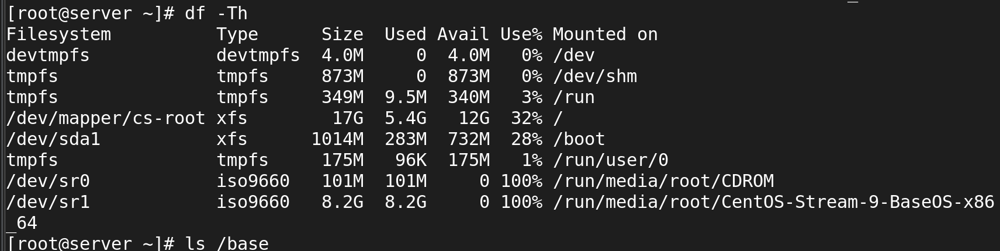 [root@server ~]# df -Th
Filesystem          Type      Size  Used Avail Use% Mounted on
devtmpfs            devtmpfs  4.0M     0  4.0M   0% /dev
tmpfs               tmpfs     873M     0  873M   0% /dev/shm
tmpfs               tmpfs     349M  9.5M  340M   3% /run
/dev/mapper/cs-root xfs        17G  5.4G   12G  32% /
/dev/sda1           xfs      1014M  283M  732M  28% /boot
tmpfs               tmpfs     175M   96K  175M   1% /run/user/0
/dev/sr0            iso9660   101M  101M     0 100% /run/media/root/CDROM
/dev/sr1            iso9660   8.2G  8.2G     0 100% /run/media/root/CentOS-Stream-9-BaseOS-x86
_64
[root@server ~]# ls /base